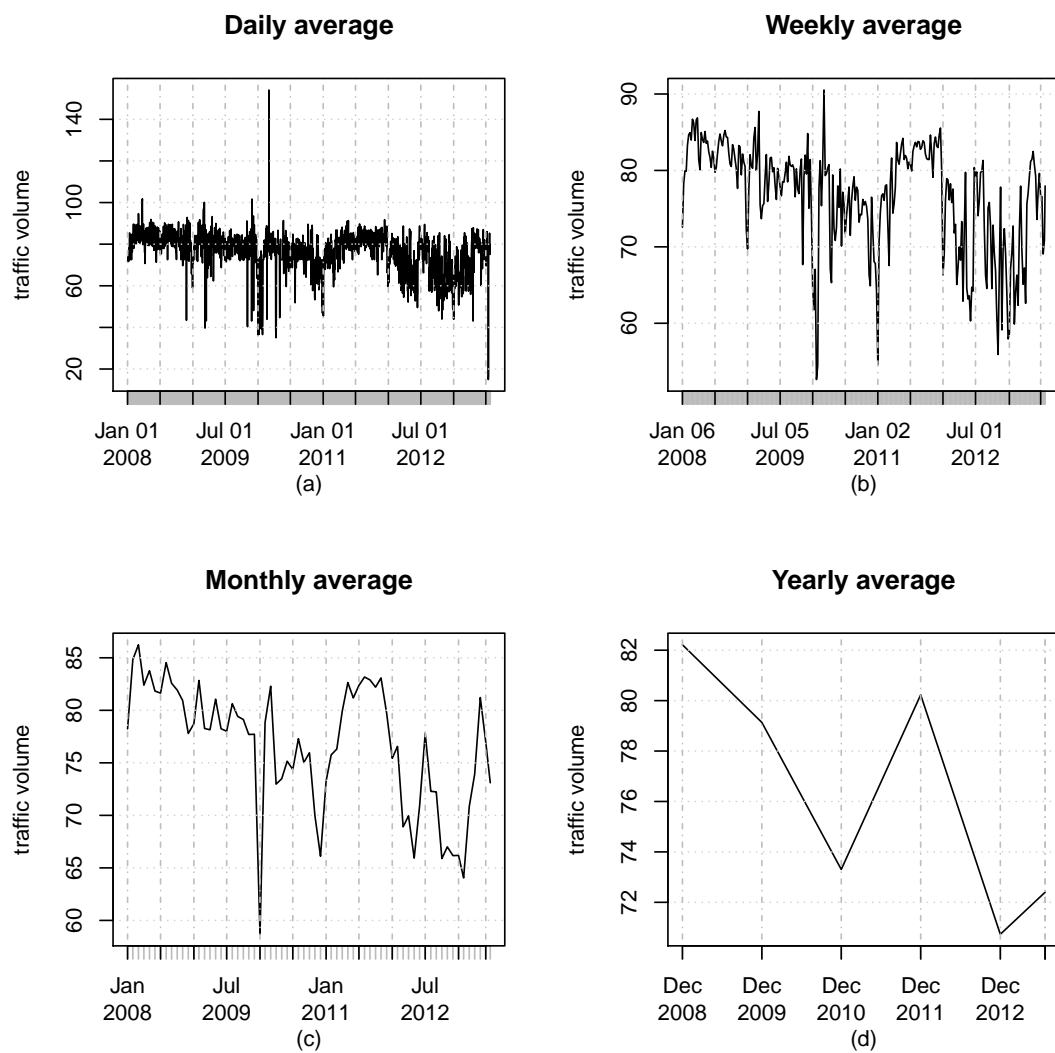 Daily average
traffic volume
20 60 100 140
Jan 01 Jul 01 Jan 01 Jul 01
2008 2009 2011 2012
(a)
Weekly average
traffic volume
60 70 80 90
Jan 06 Jul 05 Jan 02 Jul 01
2008 2009 2011 2012
(b)
Monthly average
traffic volume
60 65 70 75 80 85
Jan Jul Jan Jul
2008 2009 2011 2012
(c)
Yearly average
traffic volume
72 74 76 78 80 82
Dec Dec Dec Dec Dec
2008 2009 2010 2011 2012
(d)